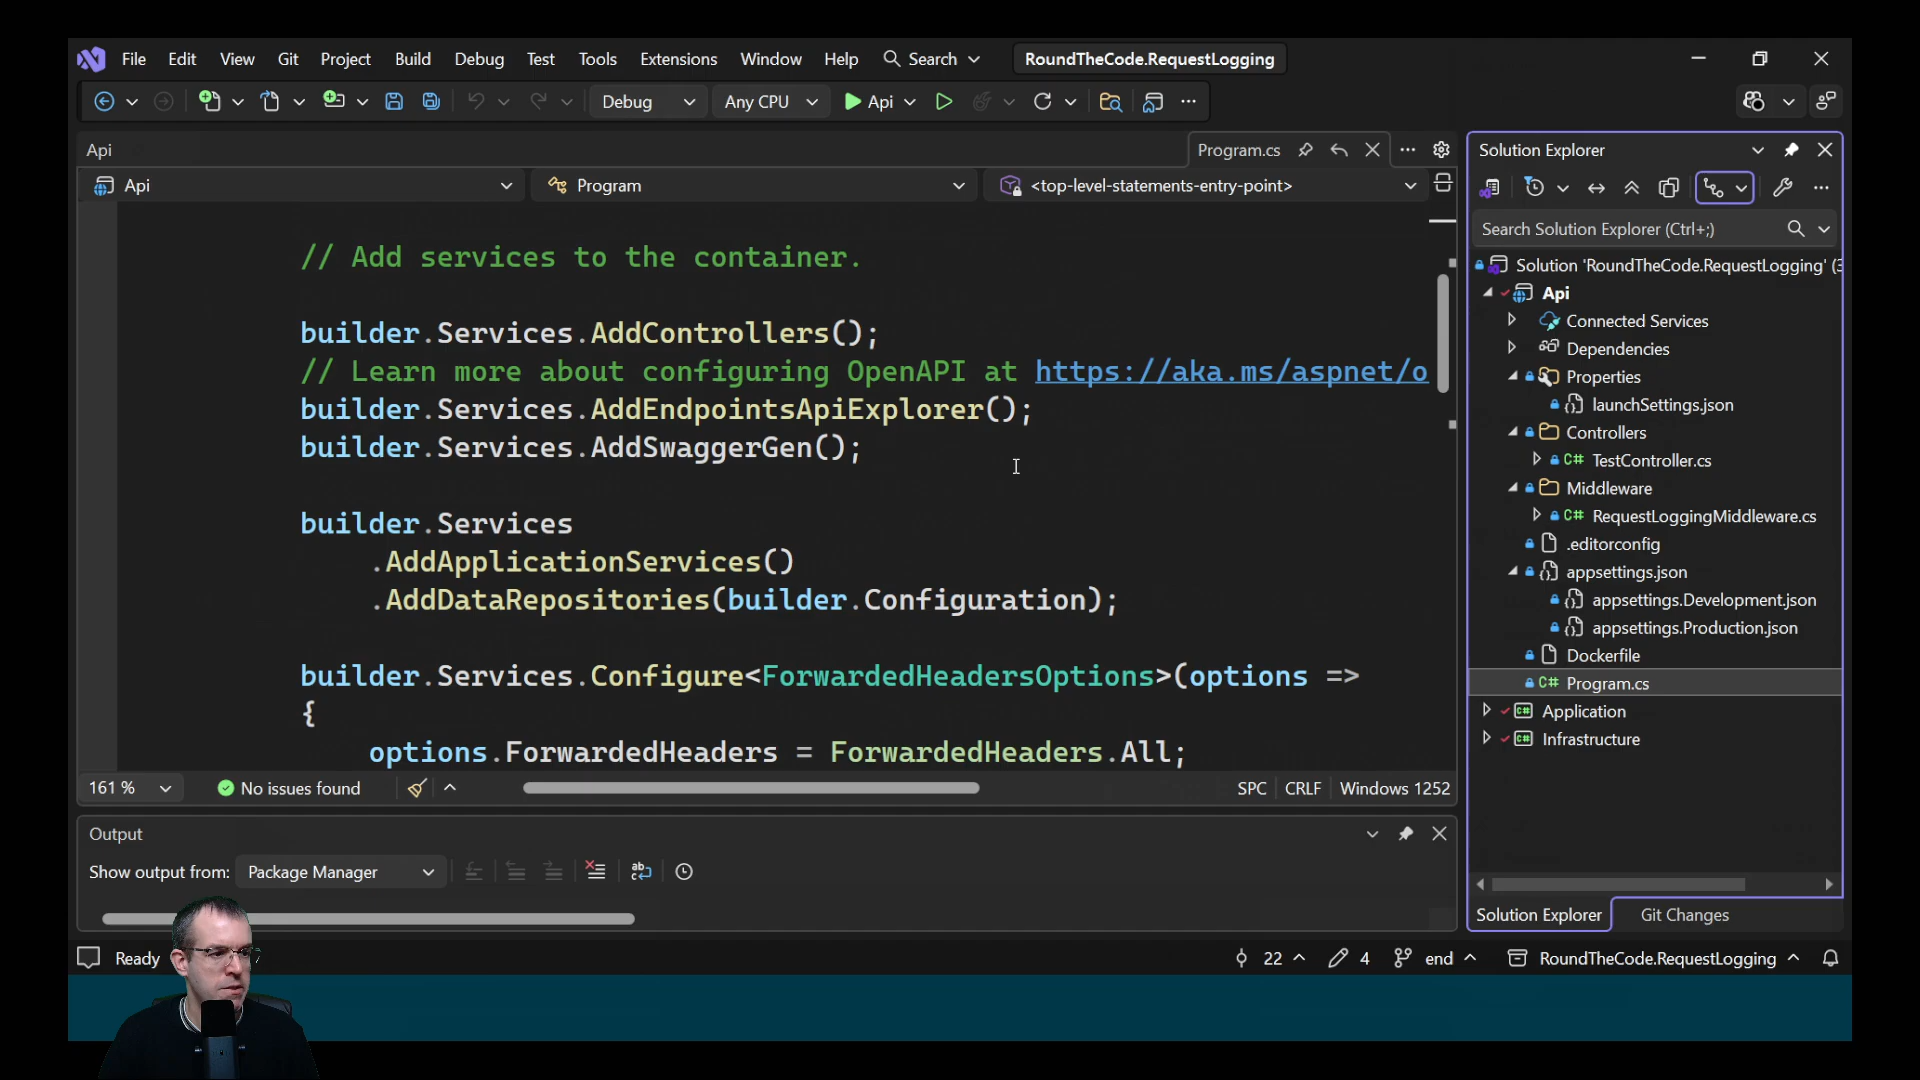 File Edit View Git Project Build Debug Test Tools Extensions Window Help Search RoundTheCode.RequestLogging
Debug Any CPU Api
Api Program.cs
Api Program <top-level-statements-entry-point>
// Add services to the container.
builder.Services.AddControllers();
// Learn more about configuring OpenAPI at https://aka.ms/aspnet/o
builder.Services.AddEndpointsApiExplorer();
builder.Services.AddSwaggerGen();
builder.Services
.AddApplicationServices()
.AddDataRepositories(builder.Configuration);
builder.Services.Configure<ForwardedHeadersOptions>(options =>
{
options.ForwardedHeaders = ForwardedHeaders.All;
161 % No issues found SPC CRLF Windows 1252
Output
Show output from: Package Manager
Solution Explorer
Search Solution Explorer (Ctrl+;)
Solution 'RoundTheCode.RequestLogging' (3
Api
Connected Services
Dependencies
Properties
launchSettings.json
Controllers
C# TestController.cs
Middleware
C# RequestLoggingMiddleware.cs
.editorconfig
appsettings.json
appsettings.Development.json
appsettings.Production.json
Dockerfile
C# Program.cs
Application
Infrastructure
Solution Explorer Git Changes
Ready 22 4 end RoundTheCode.RequestLogging